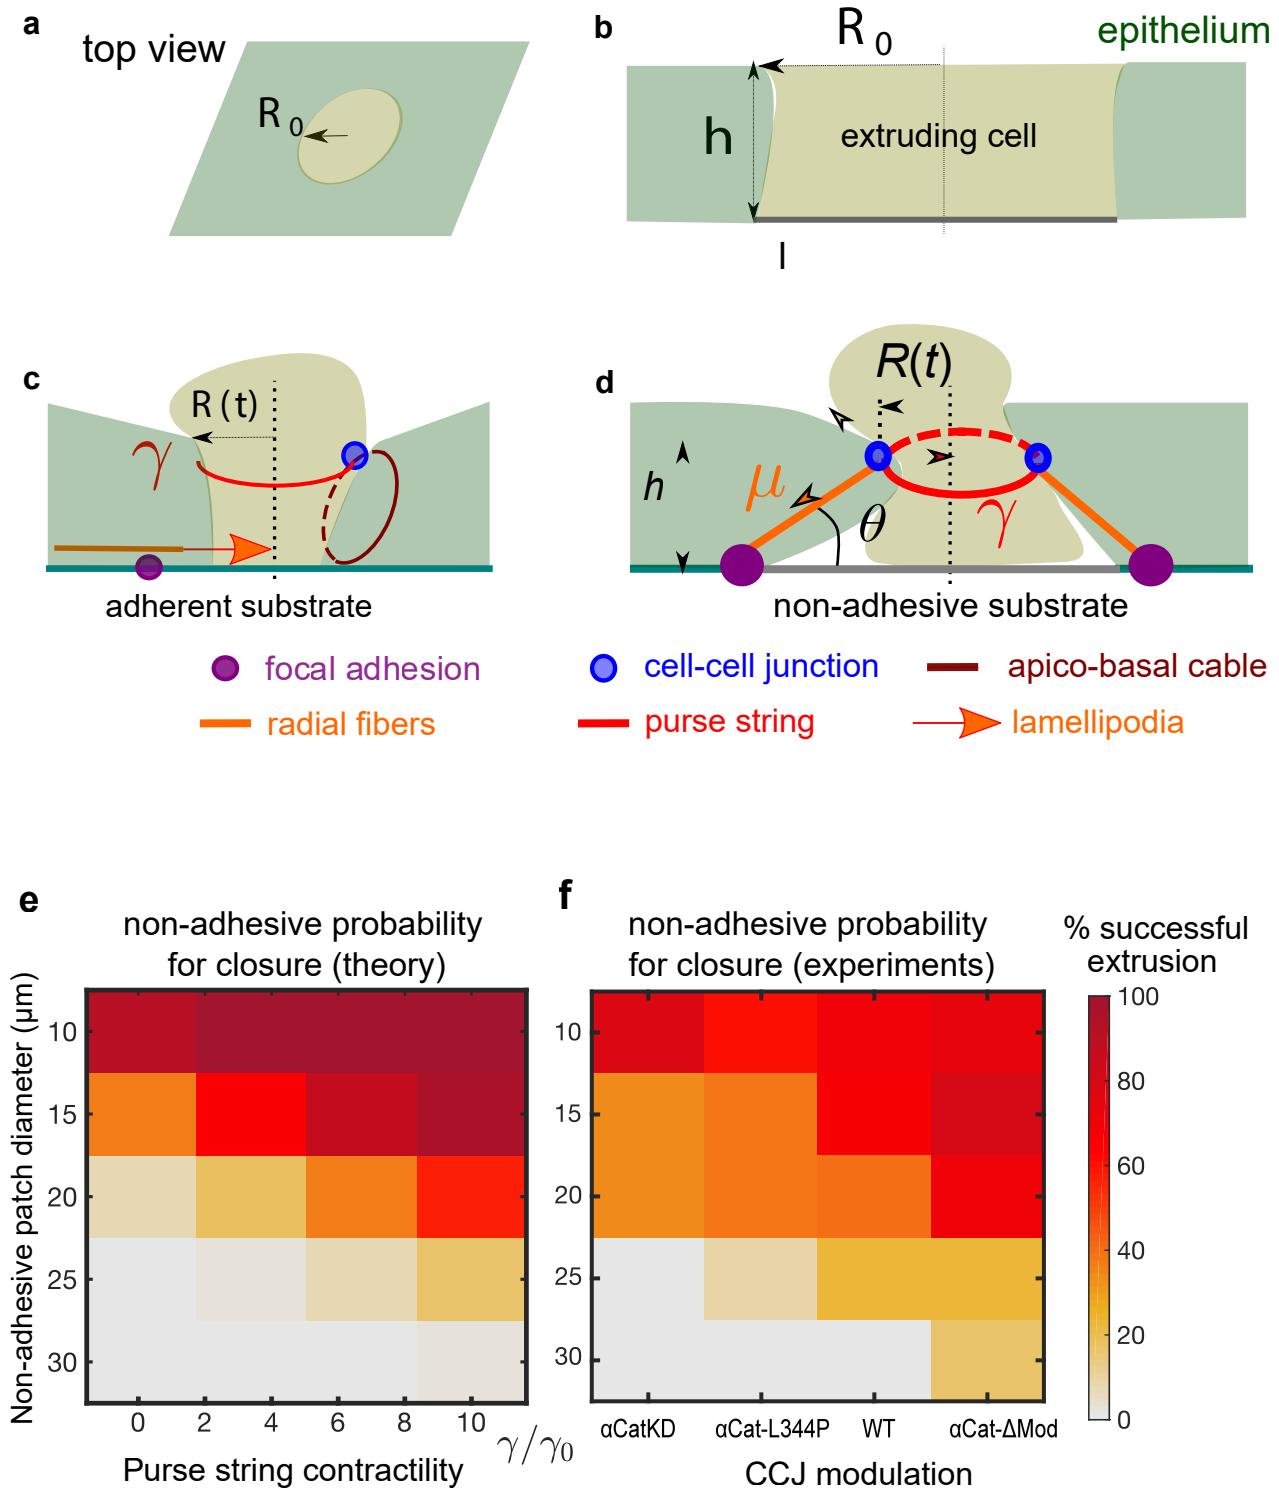 a
top view
R0
b
R0
epithelium
h
extruding cell
l
c
R (t)
γ
adherent substrate
d
R(t)
h
μ
θ
γ
non-adhesive substrate
focal adhesion
cell-cell junction
apico-basal cable
radial fibers
purse string
lamellipodia
e
non-adhesive probability
for closure (theory)
Non-adhesive patch diameter (μm)
10
15
20
25
30
0 2 4 6 8 10
γ/γ0
Purse string contractility
f
non-adhesive probability
for closure (experiments)
10
15
20
25
30
αCatKD αCat-L344P WT αCat-ΔMod
CCJ modulation
% successful
extrusion
100
80
60
40
20
0